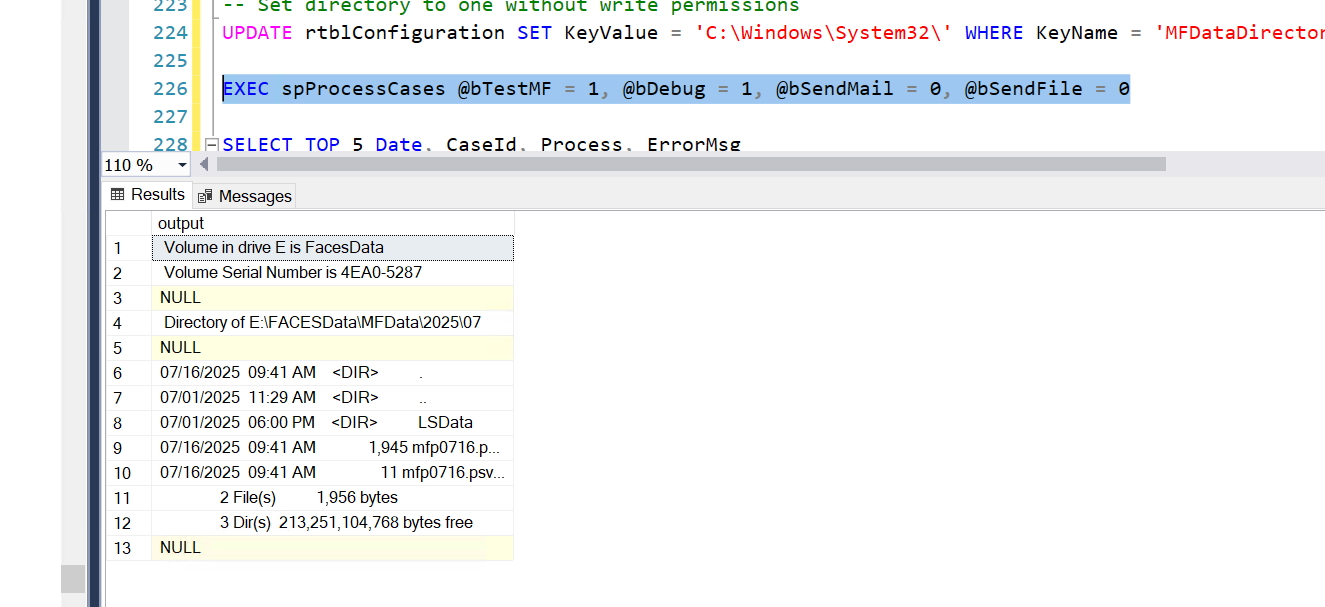 223 -- Set directory to one without write permissions
224 UPDATE rtblConfiguration SET KeyValue = 'C:\Windows\System32\' WHERE KeyName = 'MFDataDirector
225
226 EXEC spProcessCases @bTestMF = 1, @bDebug = 1, @bSendMail = 0, @bSendFile = 0
227
228 SELECT TOP 5 Date, CaseId, Process, ErrorMsg
110 %
Results Messages
output
1 Volume in drive E is FacesData
2 Volume Serial Number is 4EA0-5287
3 NULL
4 Directory of E:\FACESData\MFData\2025\07
5 NULL
6 07/16/2025 09:41 AM <DIR> .
7 07/01/2025 11:29 AM <DIR> ..
8 07/01/2025 06:00 PM <DIR> LSData
9 07/16/2025 09:41 AM 1,945 mfp0716.p...
10 07/16/2025 09:41 AM 11 mfp0716.psv...
11 2 File(s) 1,956 bytes
12 3 Dir(s) 213,251,104,768 bytes free
13 NULL